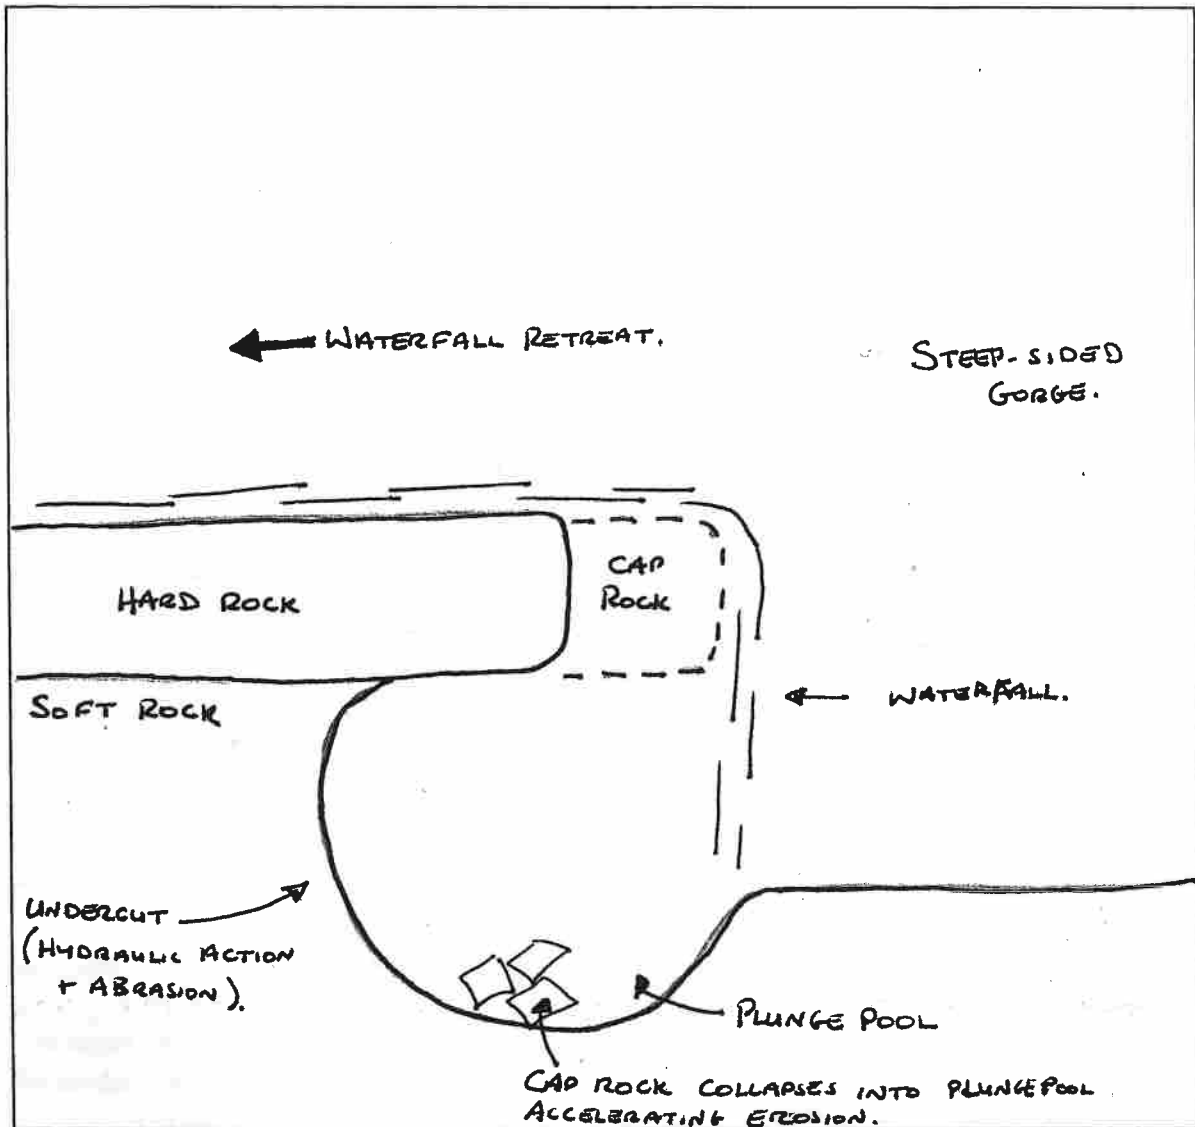 WATERFALL RETREAT.
STEEP-SIDED
GORGE.
CAP
ROCK
HARD ROCK
WATERFALL.
SOFT ROCK
UNDERCUT
(HYDRAULIC ACTION
+ ABRASION).
PLUNGE POOL
CAP ROCK COLLAPSES INTO PLUNGEPOOL
ACCELERATING EROSION.